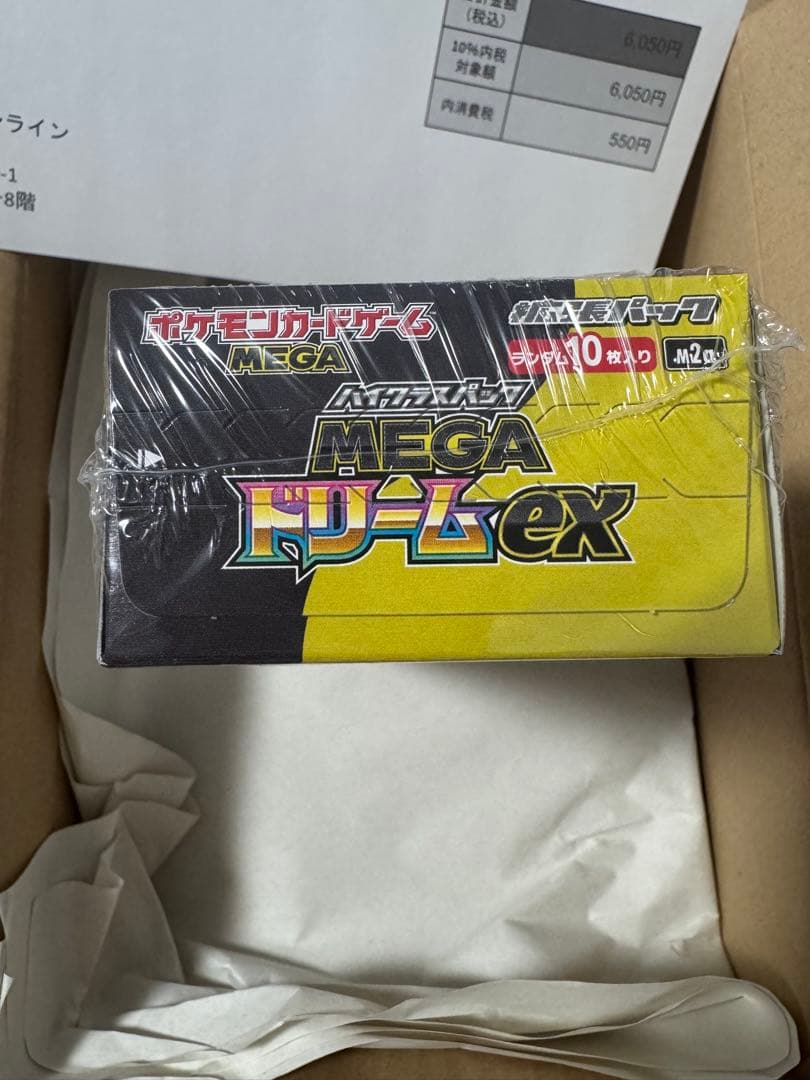 (税込)
6,050円
10%内税
対象額
6,050円
内消費税
550円
ンライン
-1
8階
ポケモンカードゲーム
MEGA
拡張パック
ランダム10枚入り
M2a
ハイクラスパック
MEGA
ドリームex